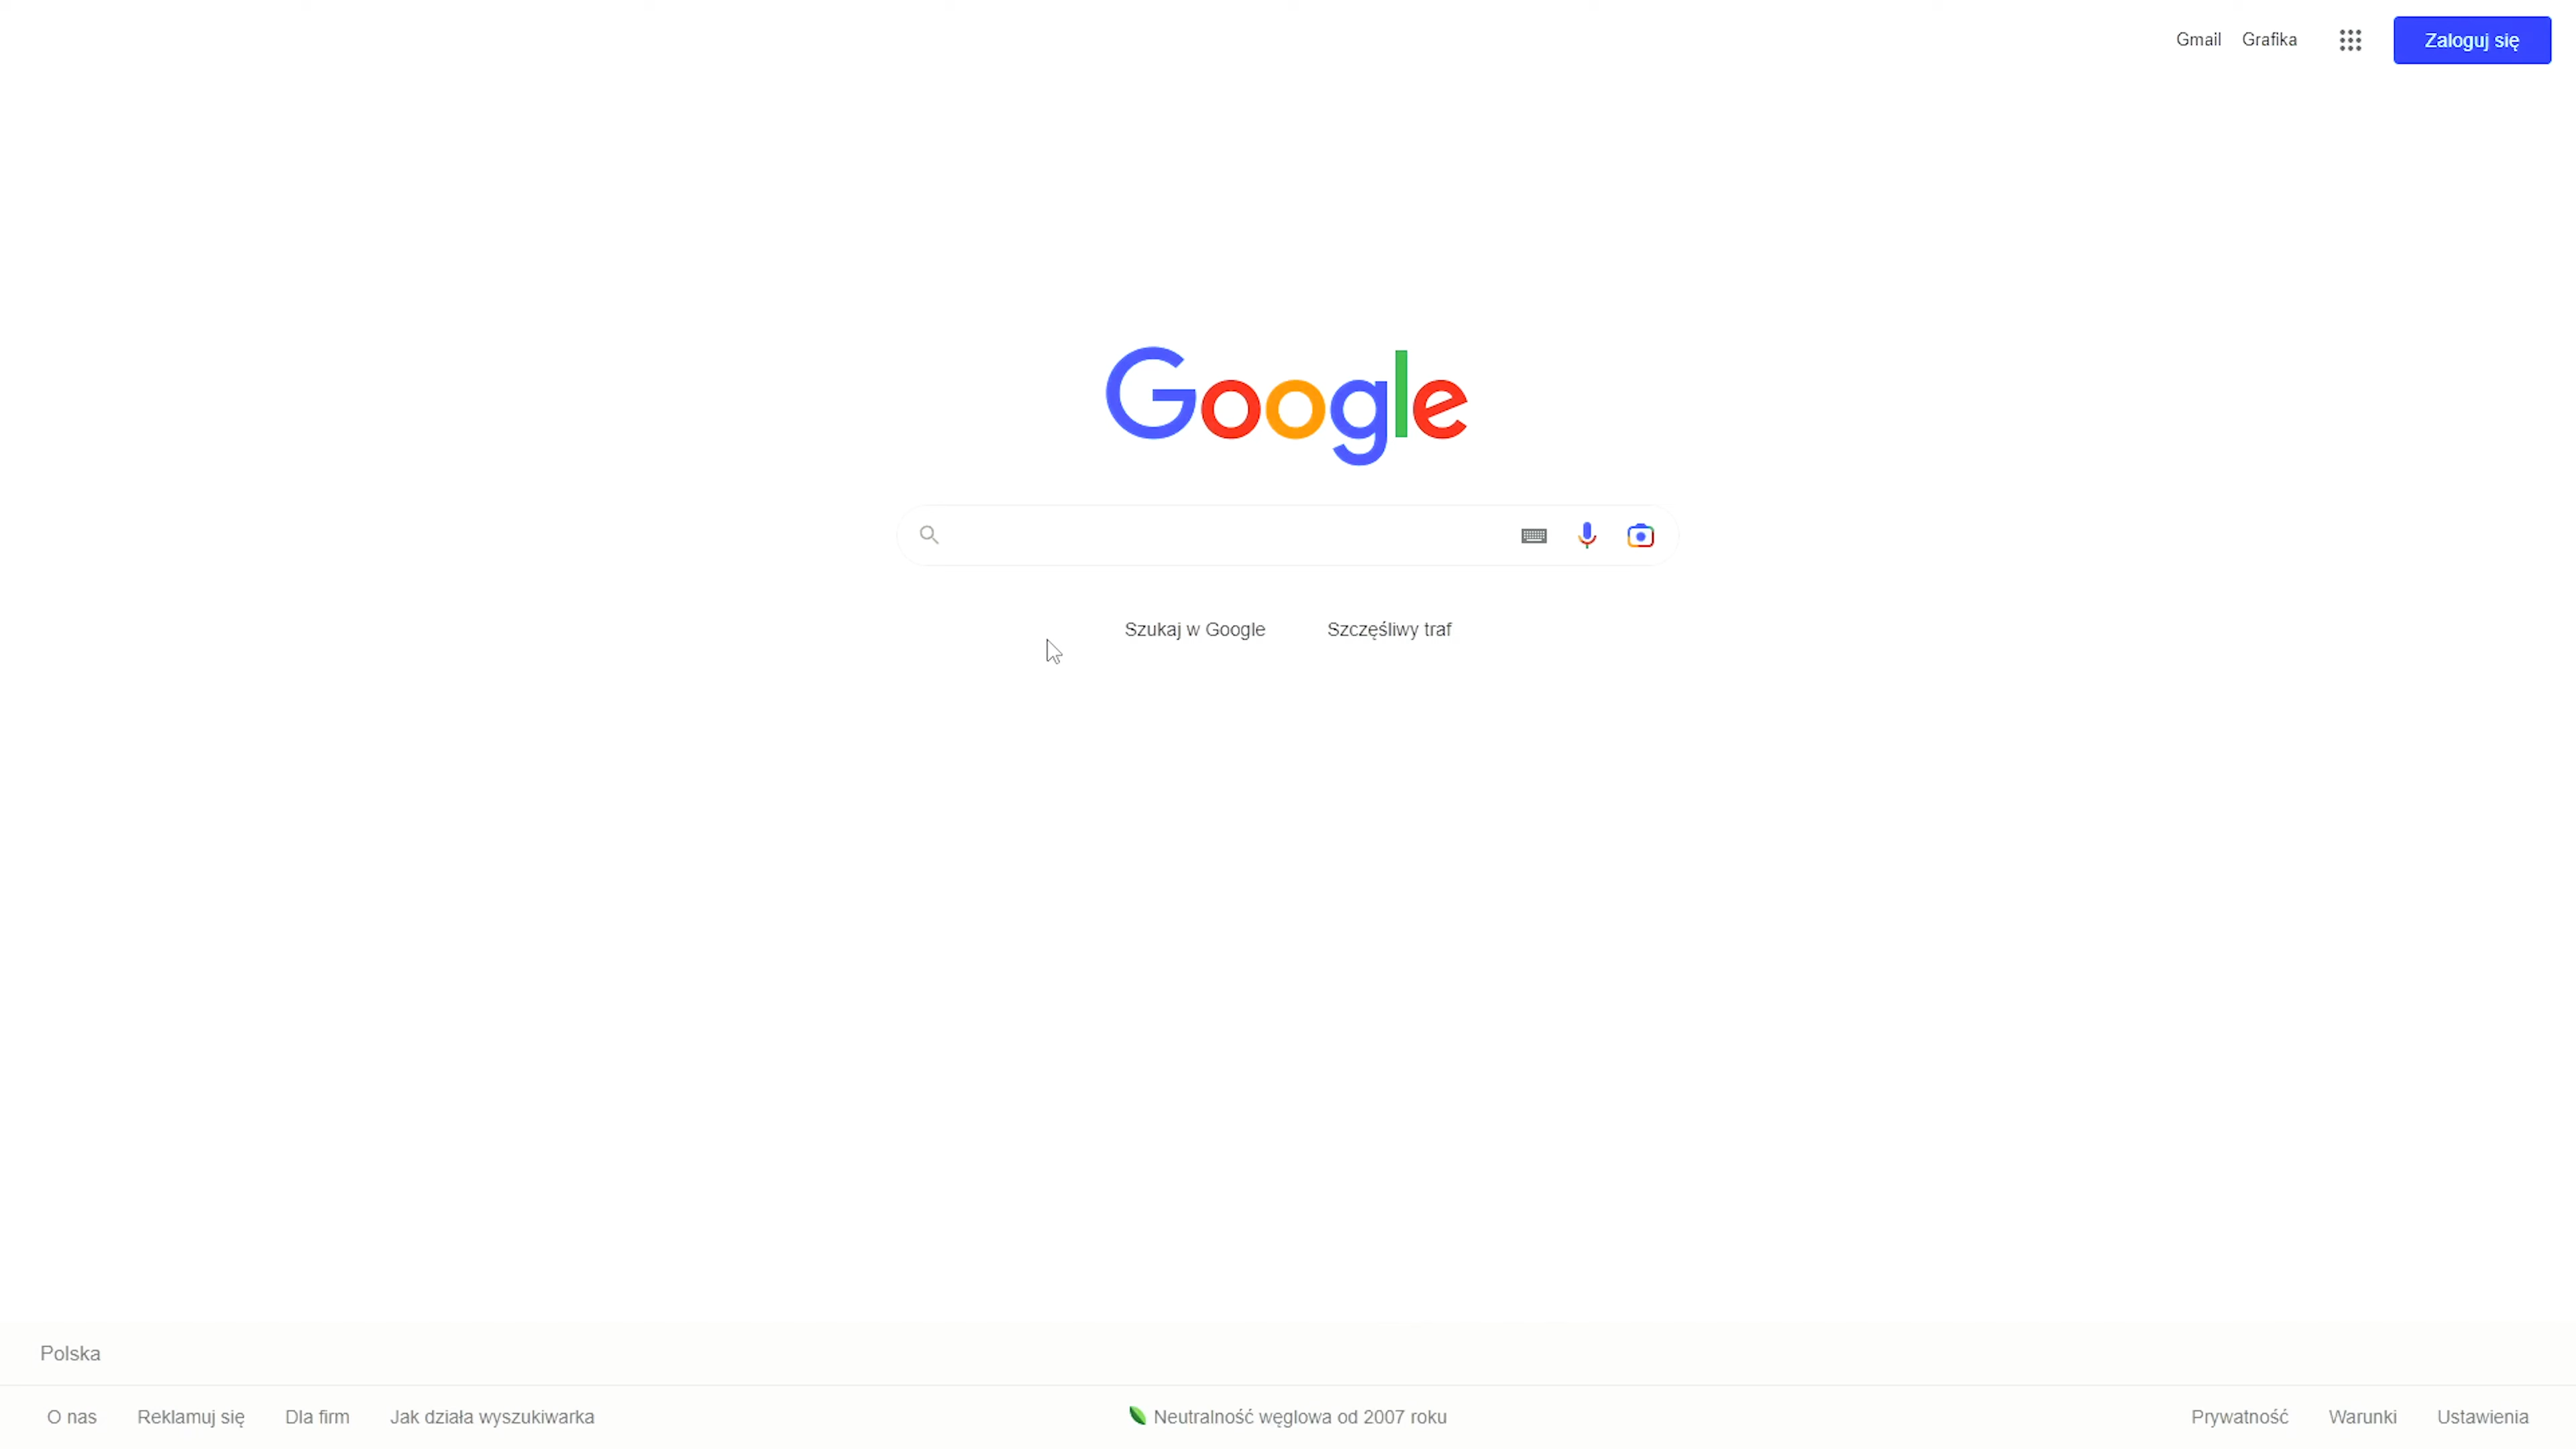 Gmail Grafika Zaloguj się
Google
Szukaj w Google Szczęśliwy traf
Polska
O nas Reklamuj się Dla firm Jak działa wyszukiwarka Neutralność węglowa od 2007 roku Prywatność Warunki Ustawienia